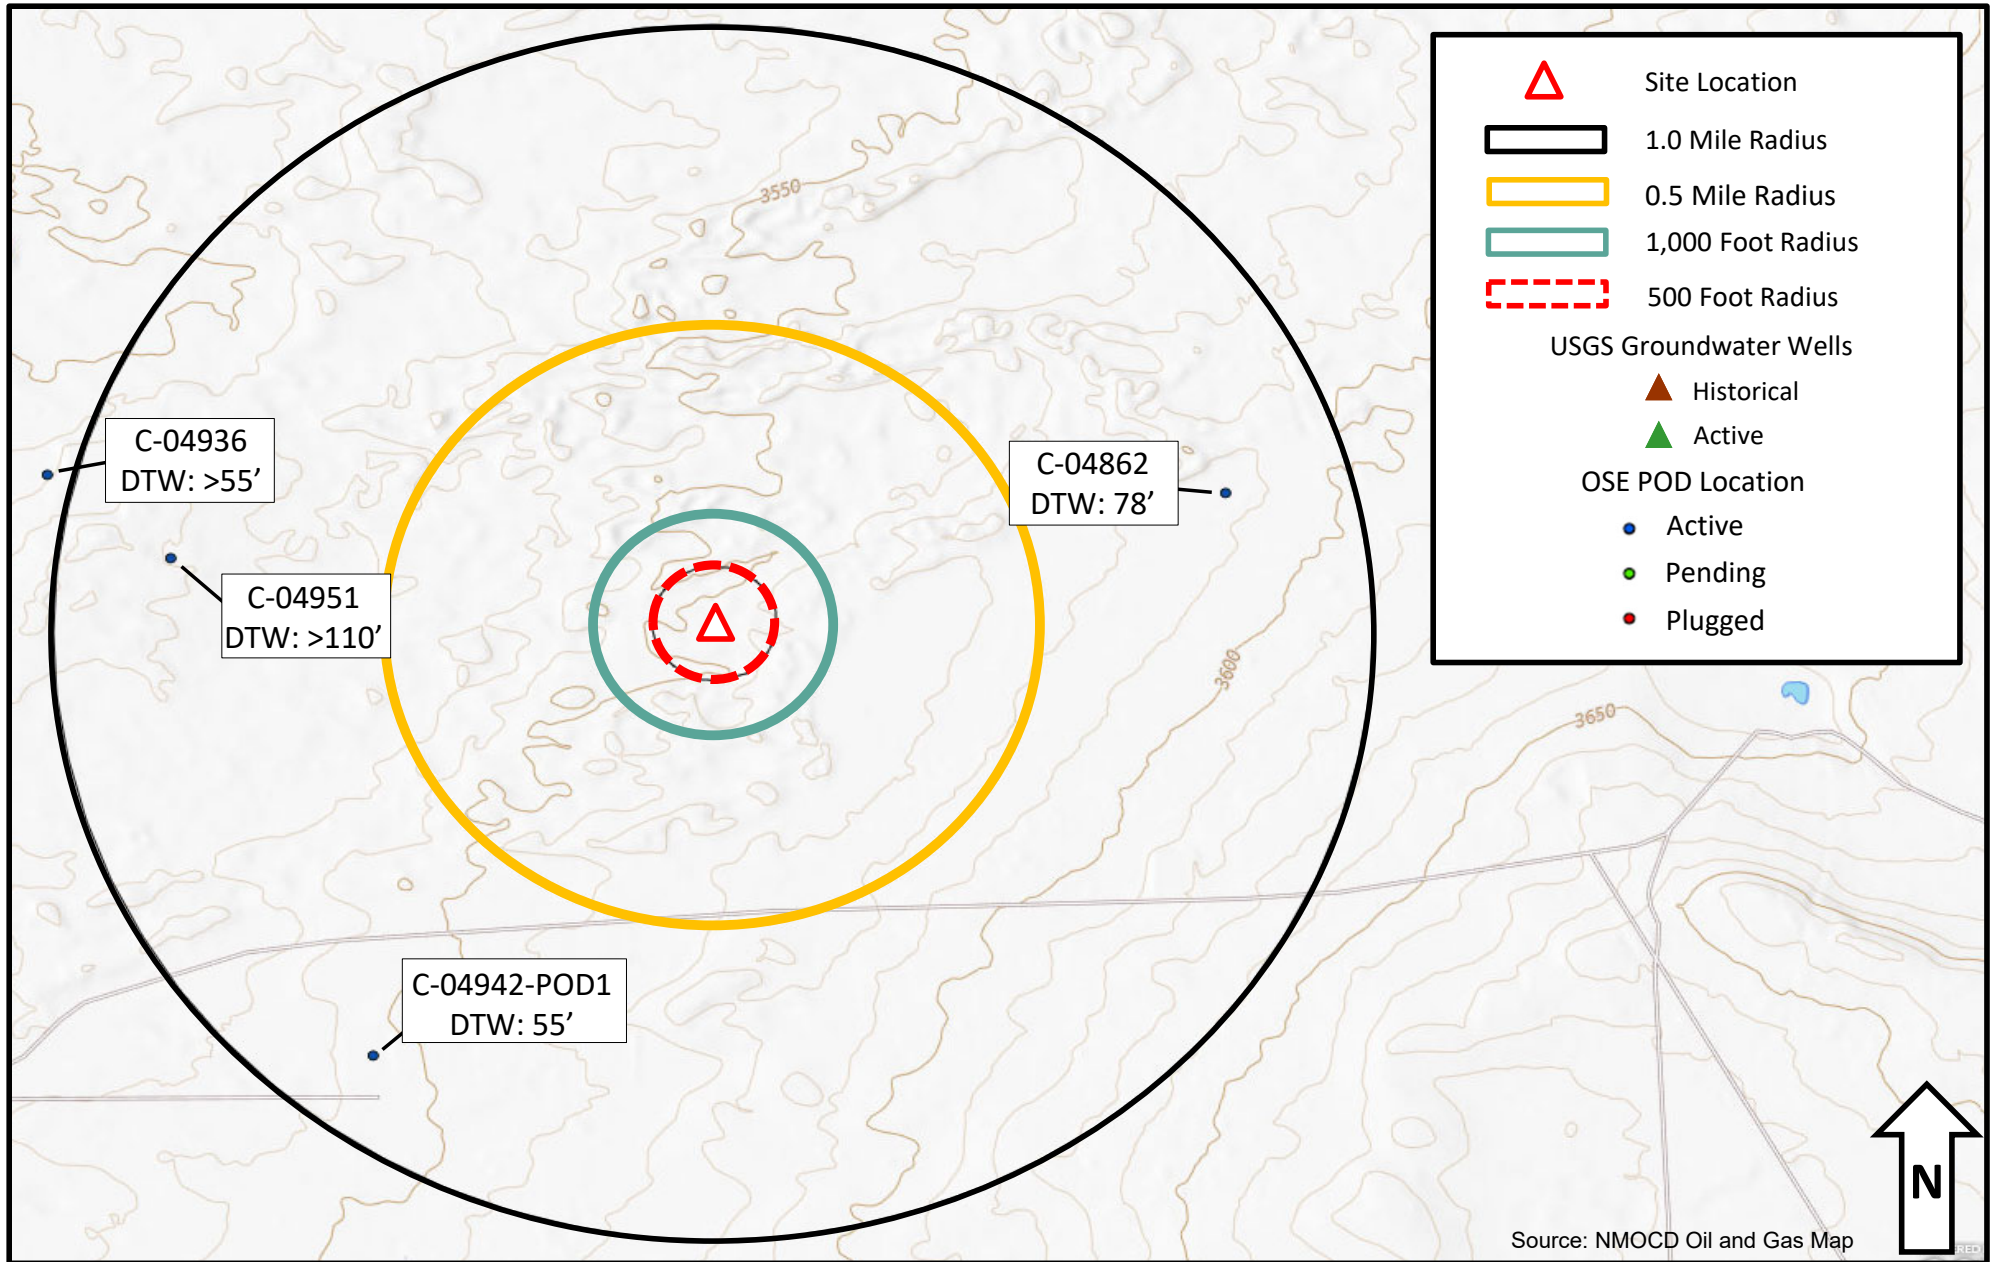 Site Location
1.0 Mile Radius
0.5 Mile Radius
1,000 Foot Radius
500 Foot Radius
USGS Groundwater Wells
Historical
Active
OSE POD Location
Active
Pending
Plugged
3550
C-04936
DTW: >55’
C-04862
DTW: 78’
C-04951
DTW: >110’
3600
3650
C-04942-POD1
DTW: 55’
N
Source: NMOCD Oil and Gas Map